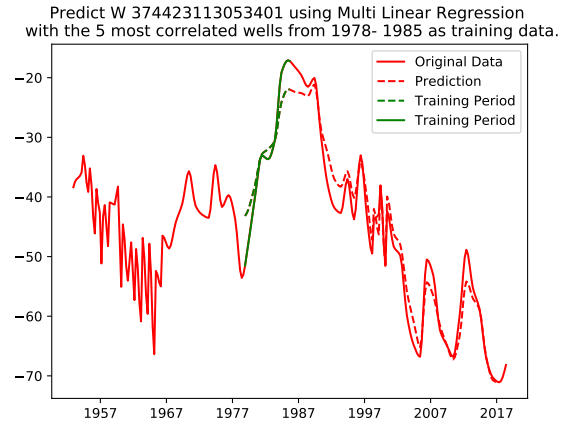 Predict W 374423113053401 using Multi Linear Regression
with the 5 most correlated wells from 1978- 1985 as training data.
Original Data
Prediction
Training Period
Training Period
−20
−30
−40
−50
−60
−70
1957 1967 1977 1987 1997 2007 2017